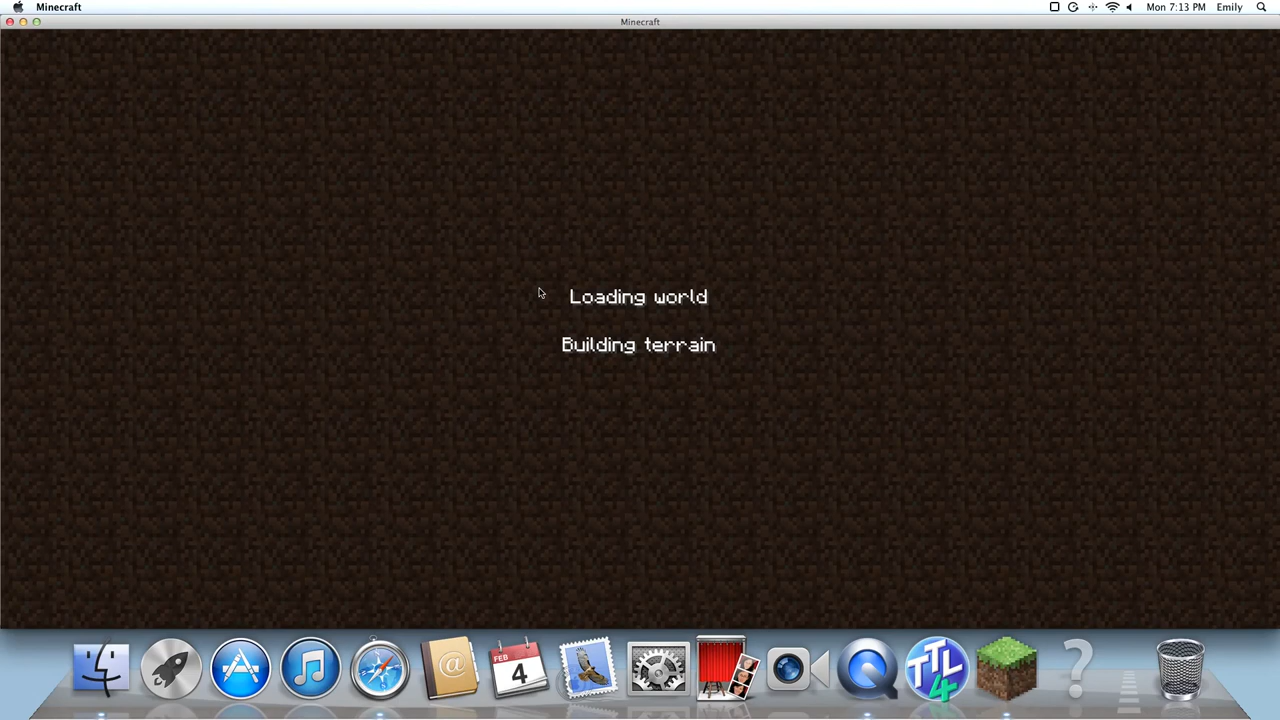 Minecraft
Mon 7:13 PM Emily
Minecraft
Loading world
Building terrain
@
FEB
4
TTL
4
?